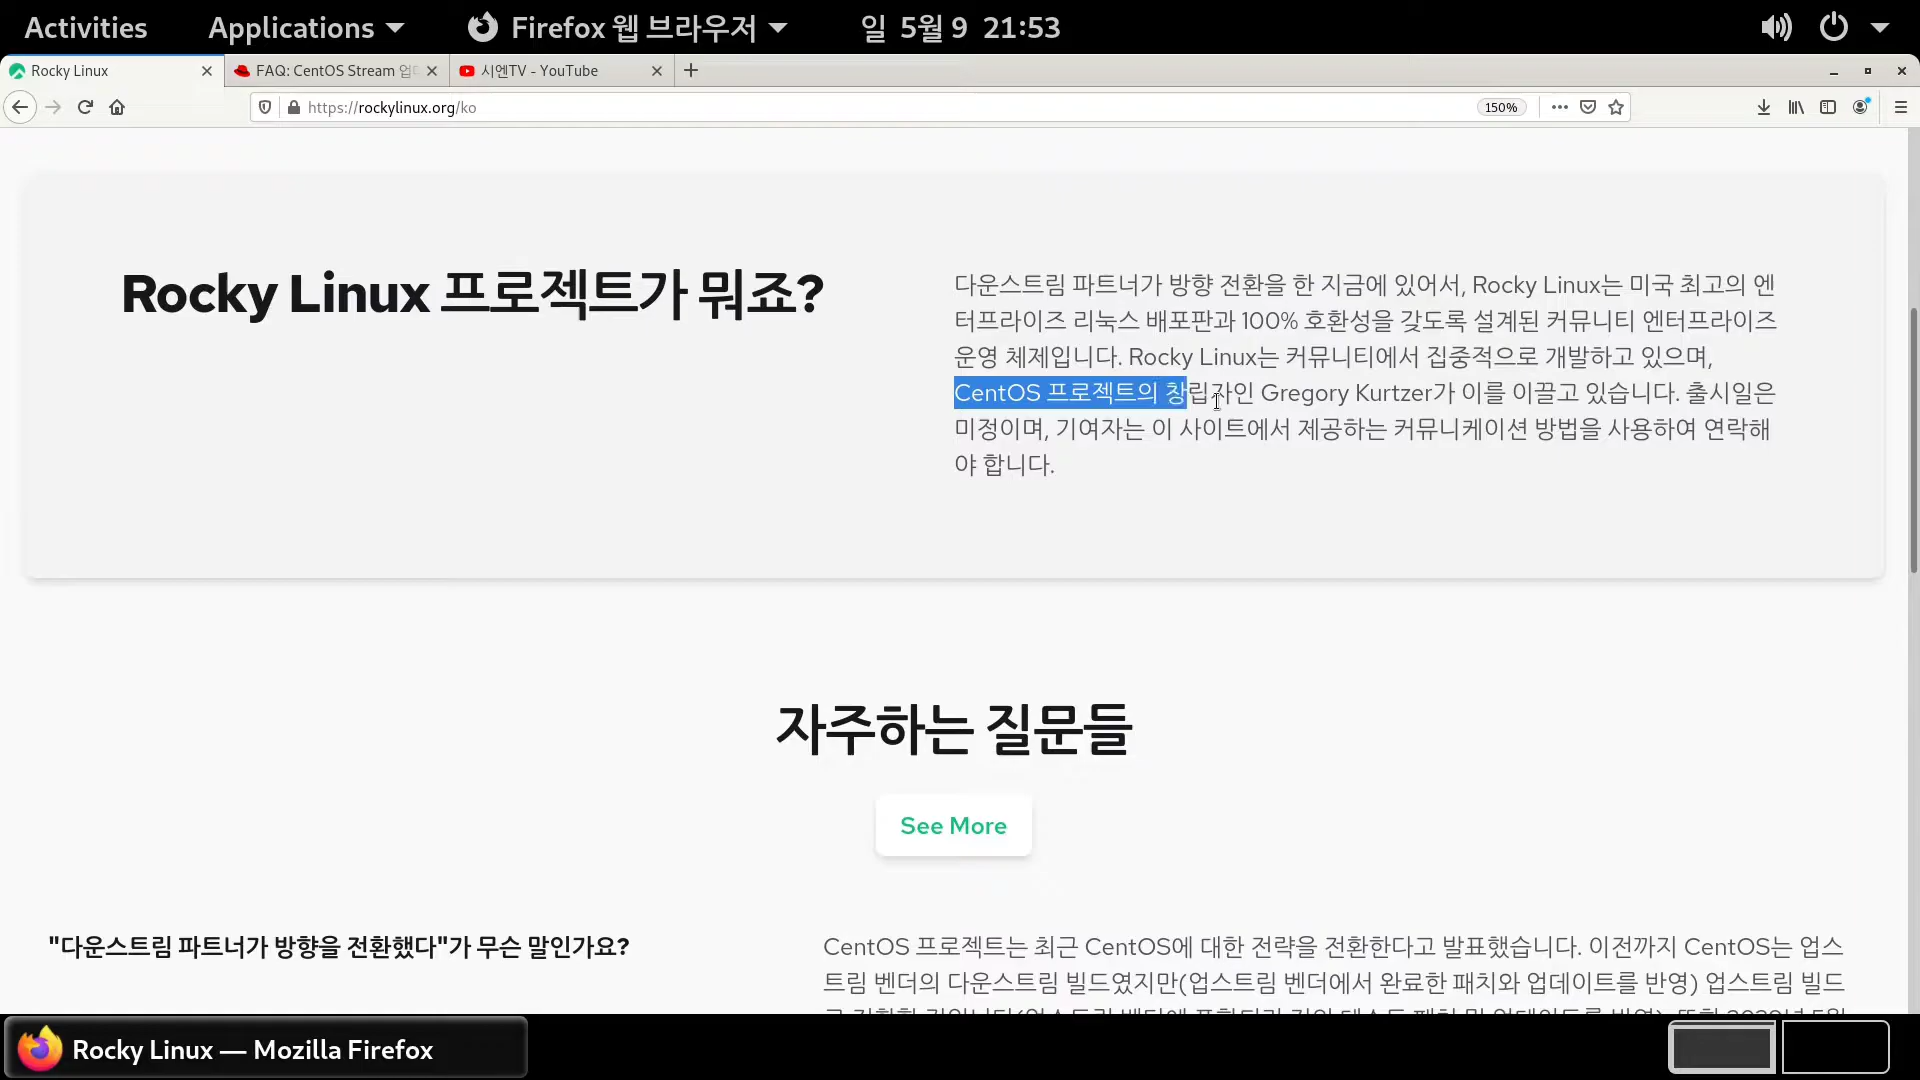 Activities
Applications
Firefox 웹 브라우저
일 5월 9 21:53
Rocky Linux
FAQ: CentOS Stream 업
시엔TV - YouTube
https://rockylinux.org/ko
150%
Rocky Linux 프로젝트가 뭐죠?
다운스트림 파트너가 방향 전환을 한 지금에 있어서, Rocky Linux는 미국 최고의 엔
터프라이즈 리눅스 배포판과 100% 호환성을 갖도록 설계된 커뮤니티 엔터프라이즈
운영 체제입니다. Rocky Linux는 커뮤니티에서 집중적으로 개발하고 있으며,
CentOS 프로젝트의 창립자인 Gregory Kurtzer가 이를 이끌고 있습니다. 출시일은
미정이며, 기여자는 이 사이트에서 제공하는 커뮤니케이션 방법을 사용하여 연락해
야 합니다.
자주하는 질문들
See More
"다운스트림 파트너가 방향을 전환했다"가 무슨 말인가요?
CentOS 프로젝트는 최근 CentOS에 대한 전략을 전환한다고 발표했습니다. 이전까지 CentOS는 업스
트림 벤더의 다운스트림 빌드였지만(업스트림 벤더에서 완료한 패치와 업데이트를 반영) 업스트림 빌드
Rocky Linux — Mozilla Firefox